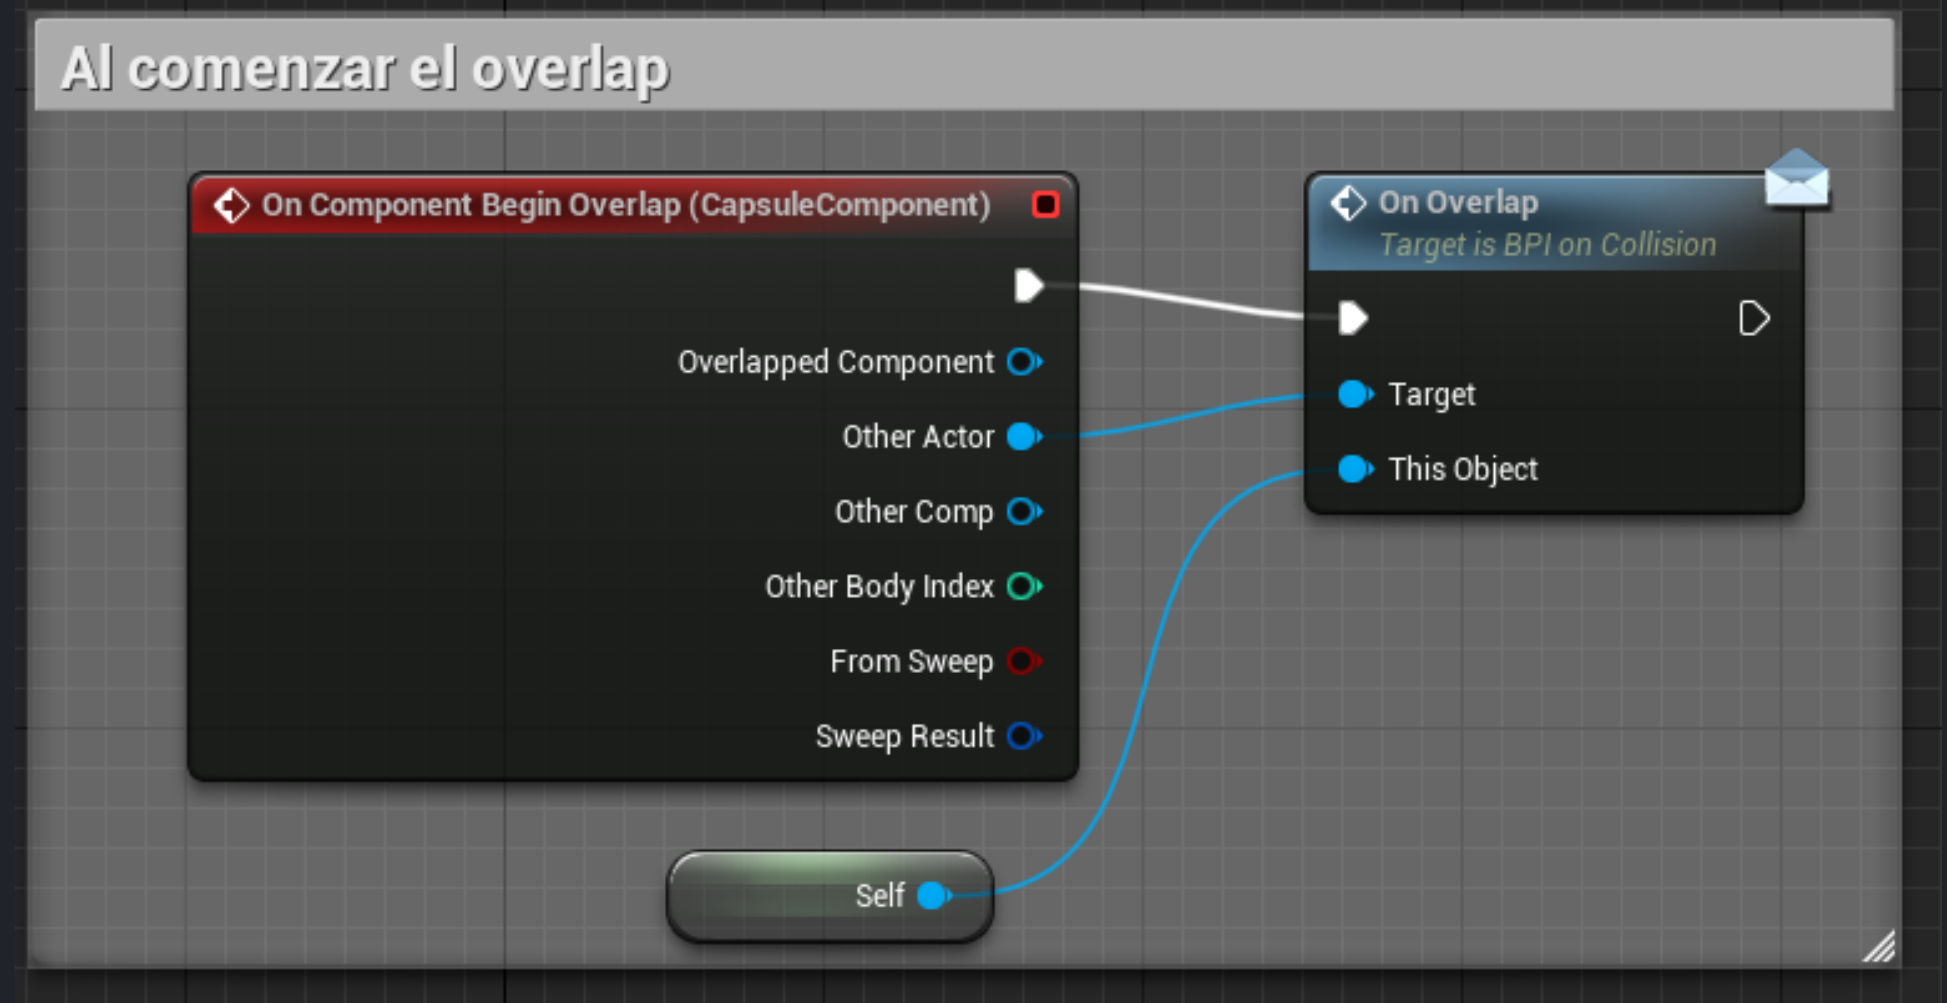 Al comenzar el overlap
On Component Begin Overlap (CapsuleComponent)
Overlapped Component
Other Actor
Other Comp
Other Body Index
From Sweep
Sweep Result
Self
On Overlap
Target is BPI on Collision
Target
This Object